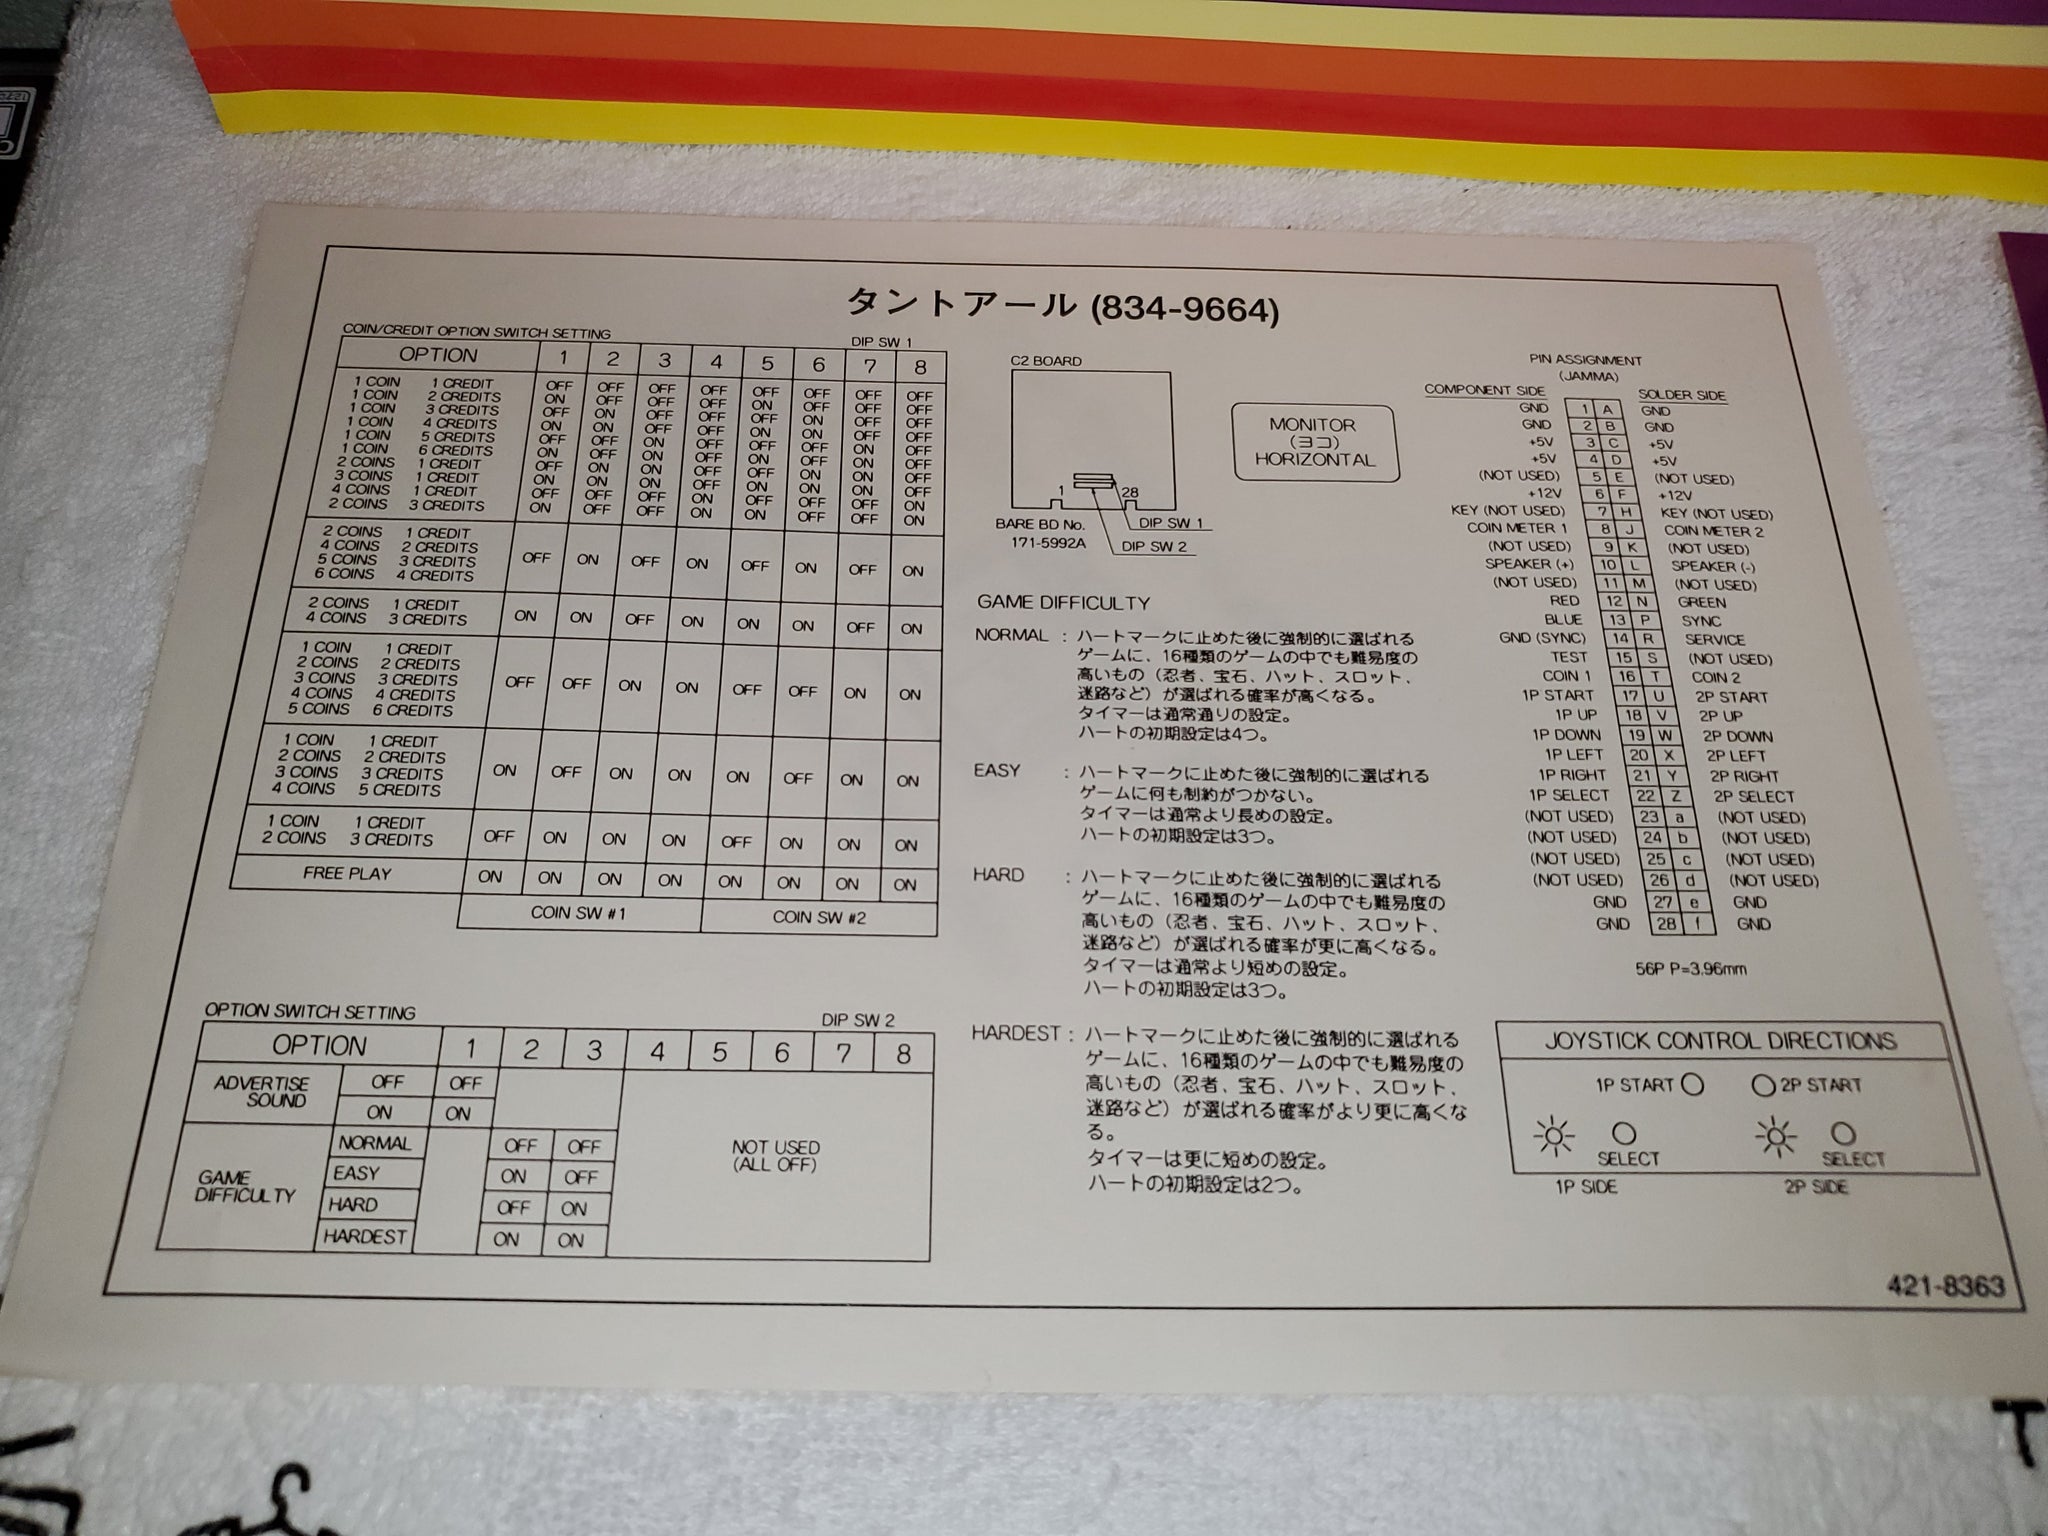 タントアール (834-9664)
COIN/CREDIT OPTION SWITCH SETTING DIP SW 1
OPTION 1 2 3 4 5 6 7 8
1 COIN 1 CREDIT OFF OFF OFF OFF OFF OFF OFF OFF
1 COIN 2 CREDITS ON OFF OFF OFF ON OFF OFF OFF
1 COIN 3 CREDITS OFF ON OFF OFF OFF ON OFF OFF
1 COIN 4 CREDITS ON ON OFF OFF ON ON OFF OFF
1 COIN 5 CREDITS OFF OFF ON OFF OFF OFF ON OFF
1 COIN 6 CREDITS ON OFF ON OFF ON OFF ON OFF
2 COINS 1 CREDIT OFF ON ON OFF OFF ON ON OFF
3 COINS 1 CREDIT ON ON ON OFF ON ON ON OFF
4 COINS 1 CREDIT OFF OFF OFF ON OFF OFF OFF ON
2 COINS 3 CREDITS ON OFF OFF ON ON OFF OFF ON
2 COINS 1 CREDIT
4 COINS 2 CREDITS
5 COINS 3 CREDITS
6 COINS 4 CREDITS
OFF ON OFF ON OFF ON OFF ON
2 COINS 1 CREDIT
4 COINS 3 CREDITS
ON ON OFF ON ON ON OFF ON
1 COIN 1 CREDIT
2 COINS 2 CREDITS
3 COINS 3 CREDITS
4 COINS 4 CREDITS
5 COINS 6 CREDITS
OFF OFF ON ON OFF OFF ON ON
1 COIN 1 CREDIT
2 COINS 2 CREDITS
3 COINS 3 CREDITS
4 COINS 5 CREDITS
ON OFF ON ON ON OFF ON ON
1 COIN 1 CREDIT
2 COINS 3 CREDITS
OFF ON ON ON OFF ON ON ON
FREE PLAY ON ON ON ON ON ON ON ON
COIN SW #1 COIN SW #2
OPTION SWITCH SETTING DIP SW 2
OPTION 1 2 3 4 5 6 7 8
ADVERTISE SOUND
OFF OFF
ON ON
GAME DIFFICULTY
NORMAL OFF OFF
EASY ON OFF
HARD OFF ON
HARDEST ON ON
NOT USED
(ALL OFF)
C2 BOARD
1 28
BARE BD No.
171-5992A
DIP SW 1
DIP SW 2
MONITOR
(ヨコ)
HORIZONTAL
GAME DIFFICULTY
NORMAL : ハートマークに止めた後に強制的に選ばれる
ゲームに、16種類のゲームの中でも難易度の
高いもの（忍者、宝石、ハット、スロット、
迷路など）が選ばれる確率が高くなる。
タイマーは通常通りの設定。
ハートの初期設定は4つ。
EASY : ハートマークに止めた後に強制的に選ばれる
ゲームに何も制約がつかない。
タイマーは通常より長めの設定。
ハートの初期設定は3つ。
HARD : ハートマークに止めた後に強制的に選ばれる
ゲームに、16種類のゲームの中でも難易度の
高いもの（忍者、宝石、ハット、スロット、
迷路など）が選ばれる確率が更に高くなる。
タイマーは通常より短めの設定。
ハートの初期設定は3つ。
HARDEST : ハートマークに止めた後に強制的に選ばれる
ゲームに、16種類のゲームの中でも難易度の
高いもの（忍者、宝石、ハット、スロット、
迷路など）が選ばれる確率がより更に高くな
る。
タイマーは更に短めの設定。
ハートの初期設定は2つ。
PIN ASSIGNMENT
(JAMMA)
COMPONENT SIDE SOLDER SIDE
GND 1 A GND
GND 2 B GND
+5V 3 C +5V
+5V 4 D +5V
(NOT USED) 5 E (NOT USED)
+12V 6 F +12V
KEY (NOT USED) 7 H KEY (NOT USED)
COIN METER 1 8 J COIN METER 2
(NOT USED) 9 K (NOT USED)
SPEAKER (+) 10 L SPEAKER (-)
(NOT USED) 11 M (NOT USED)
RED 12 N GREEN
BLUE 13 P SYNC
GND (SYNC) 14 R SERVICE
TEST 15 S (NOT USED)
COIN 1 16 T COIN 2
1P START 17 U 2P START
1P UP 18 V 2P UP
1P DOWN 19 W 2P DOWN
1P LEFT 20 X 2P LEFT
1P RIGHT 21 Y 2P RIGHT
1P SELECT 22 Z 2P SELECT
(NOT USED) 23 a (NOT USED)
(NOT USED) 24 b (NOT USED)
(NOT USED) 25 c (NOT USED)
(NOT USED) 26 d (NOT USED)
GND 27 e GND
GND 28 f GND
56P P=3.96mm
JOYSTICK CONTROL DIRECTIONS
1P START 2P START
SELECT SELECT
1P SIDE 2P SIDE
421-8363
T